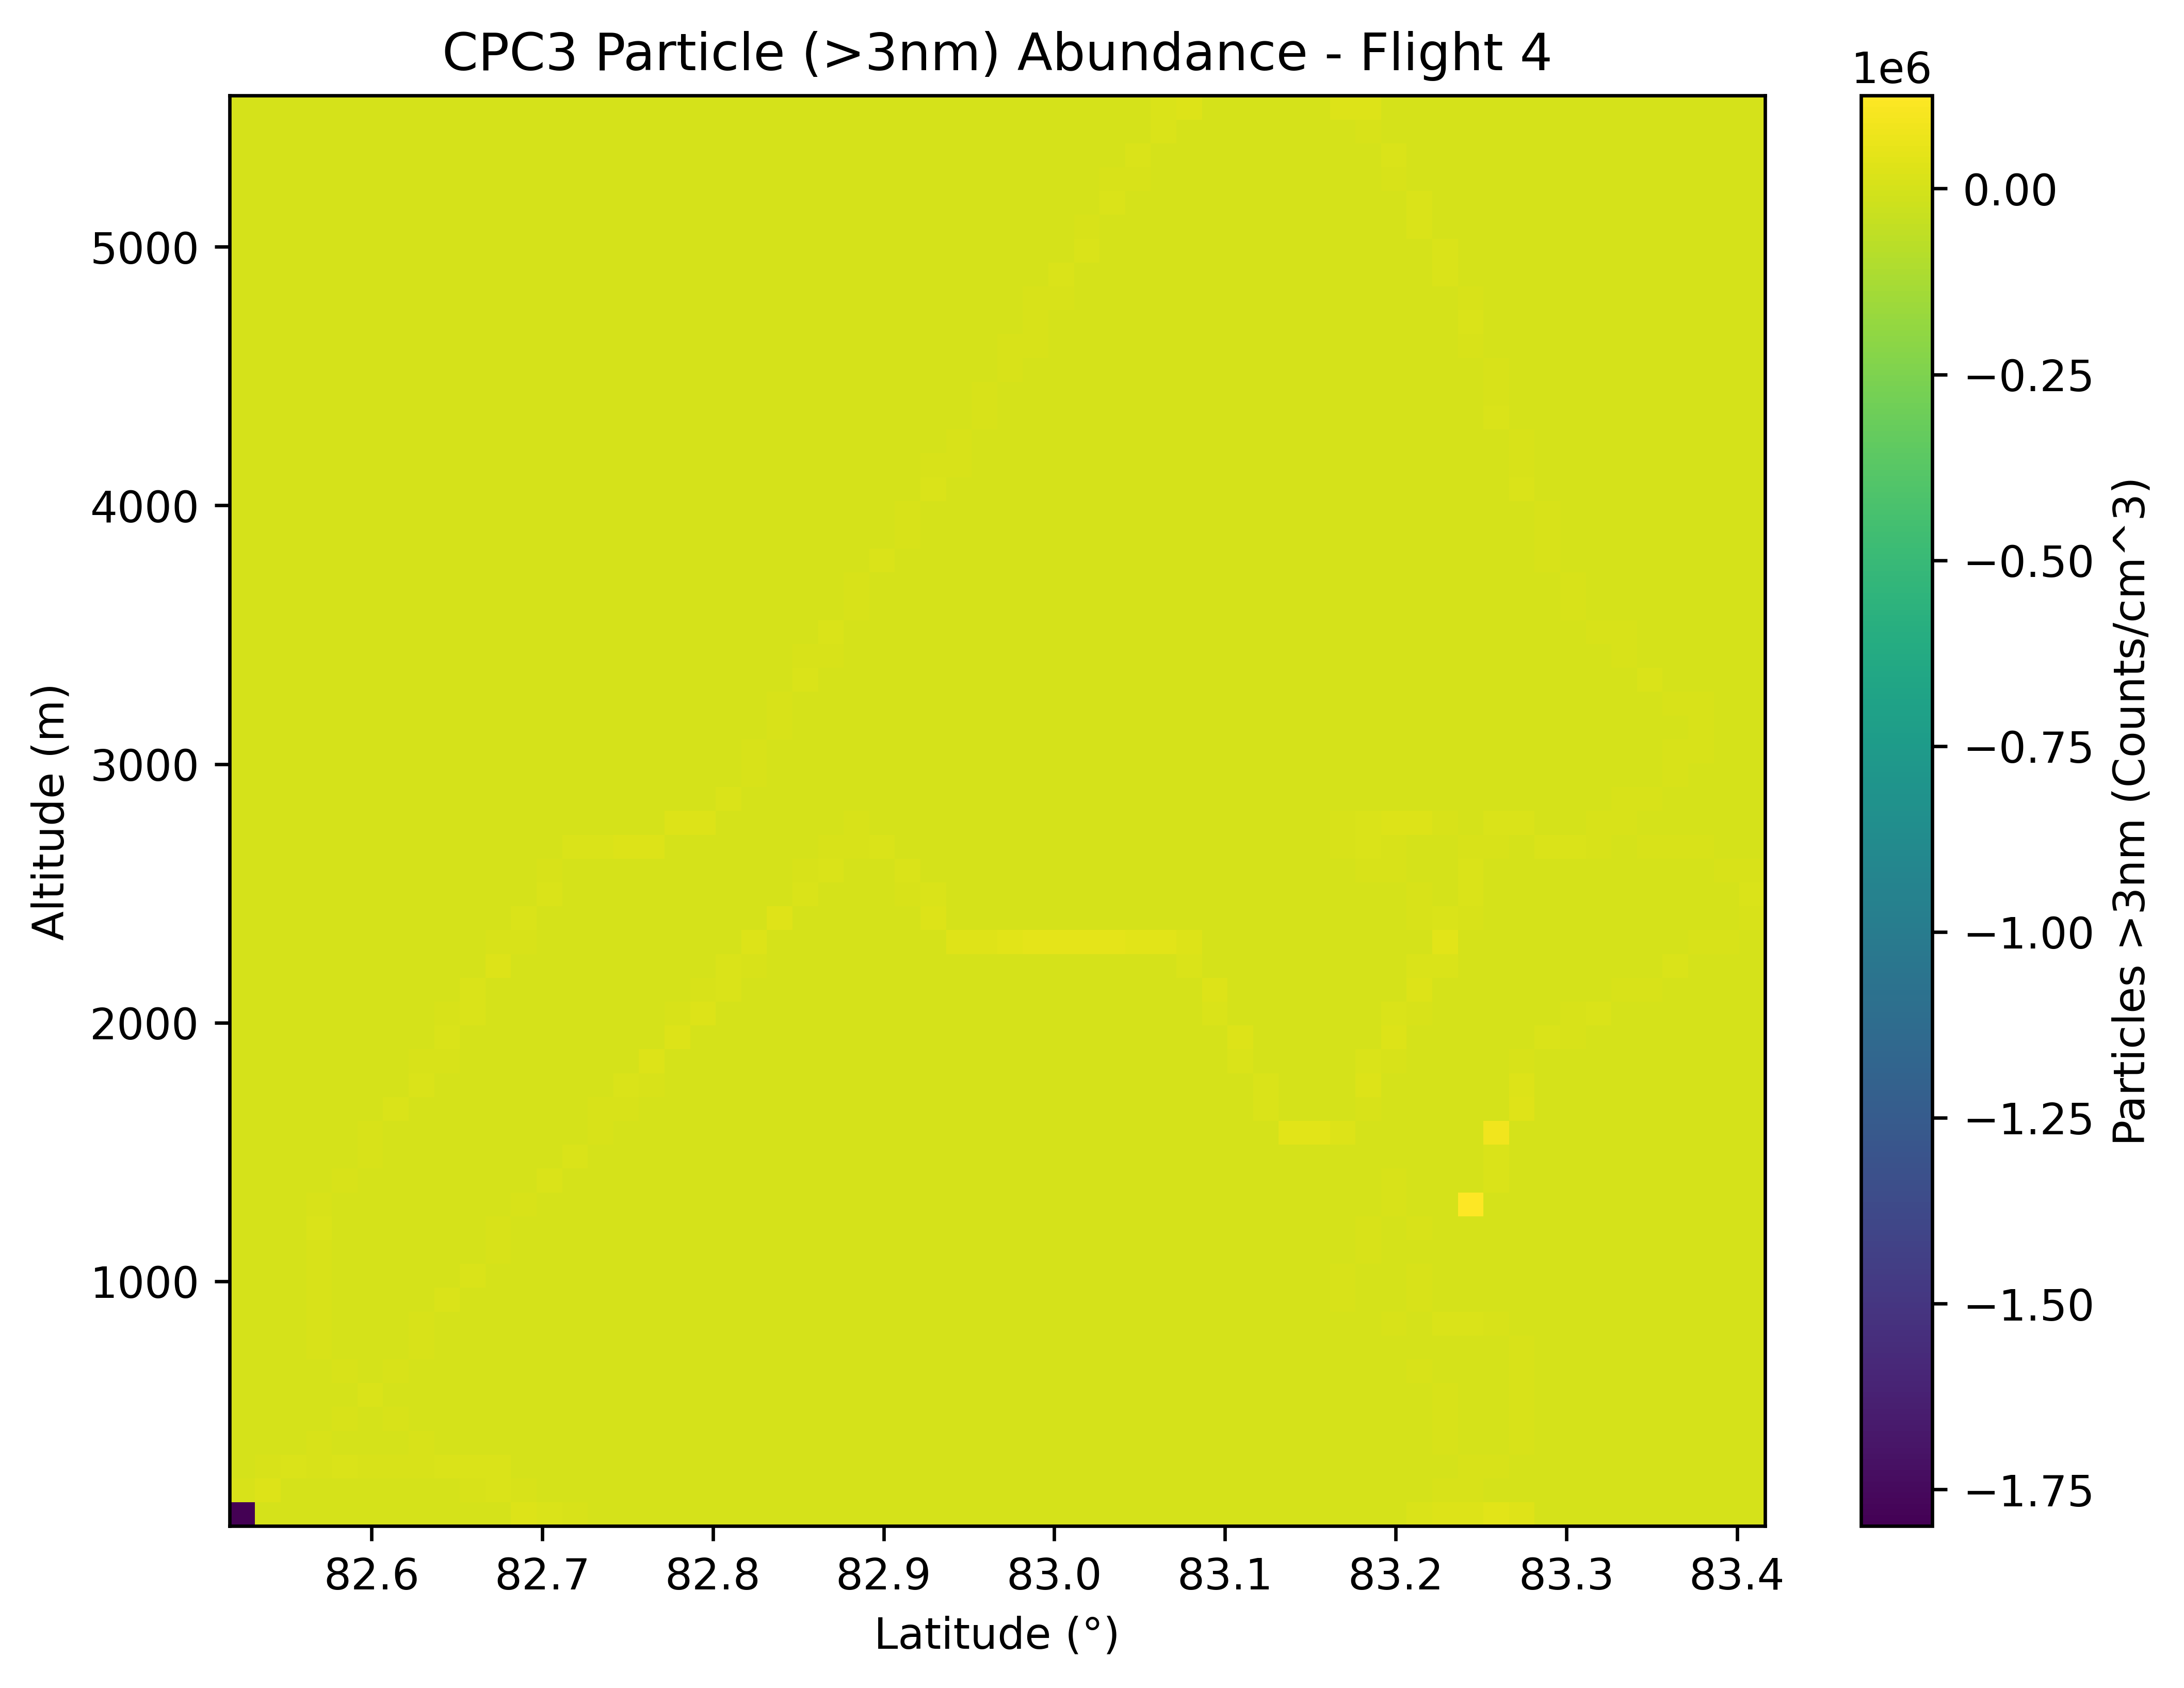 CPC3 Particle (>3nm) Abundance - Flight 4
1e6
5000
4000
3000
2000
1000
Altitude (m)
82.6 82.7 82.8 82.9 83.0 83.1 83.2 83.3 83.4
Latitude (°)
0.00
−0.25
−0.50
−0.75
−1.00
−1.25
−1.50
−1.75
Particles >3nm (Counts/cm^3)